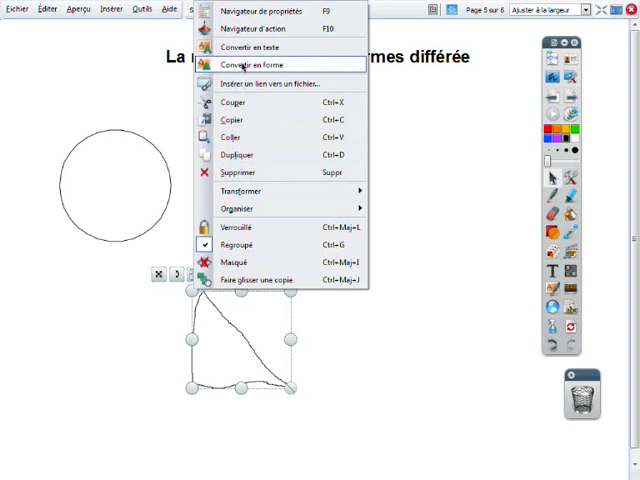 Fichier Éditer Aperçu Insérer Outils Aide Page 5 sur 6 Ajuster à la largeur
Navigateur de propriétés F9
Navigateur d'action F10
La
rmes différée
Convertir en texte
Convertir en forme
Insérer un lien vers un fichier...
Couper Ctrl+X
Copier Ctrl+C
Coller Ctrl+V
Dupliquer Ctrl+D
Supprimer Suppr
Transformer
Organiser
Verrouillé Ctrl+Maj+L
Regroupé Ctrl+G
Masqué Ctrl+Maj+I
Faire glisser une copie Ctrl+Maj+J